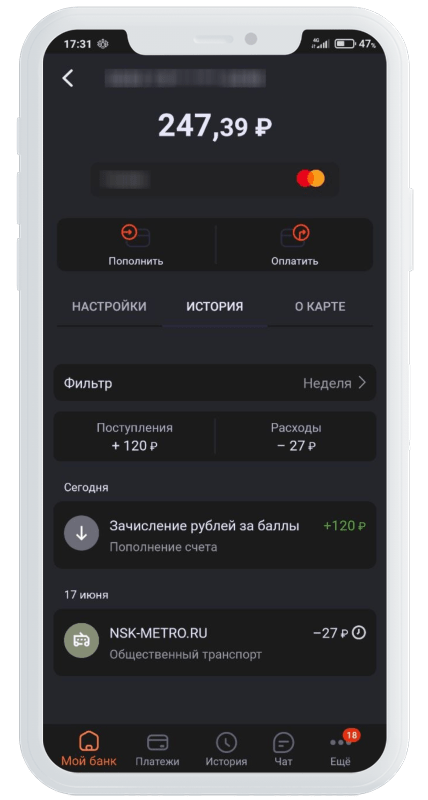 17:31 4G 47%
247,39 ₽
Пополнить Оплатить
НАСТРОЙКИ ИСТОРИЯ О КАРТЕ
Фильтр Неделя
Поступления Расходы
+ 120 ₽ – 27 ₽
Сегодня
Зачисление рублей за баллы +120 ₽
Пополнение счета
17 июня
NSK-METRO.RU –27 ₽
Общественный транспорт
18
Мой банк Платежи История Чат Ещё